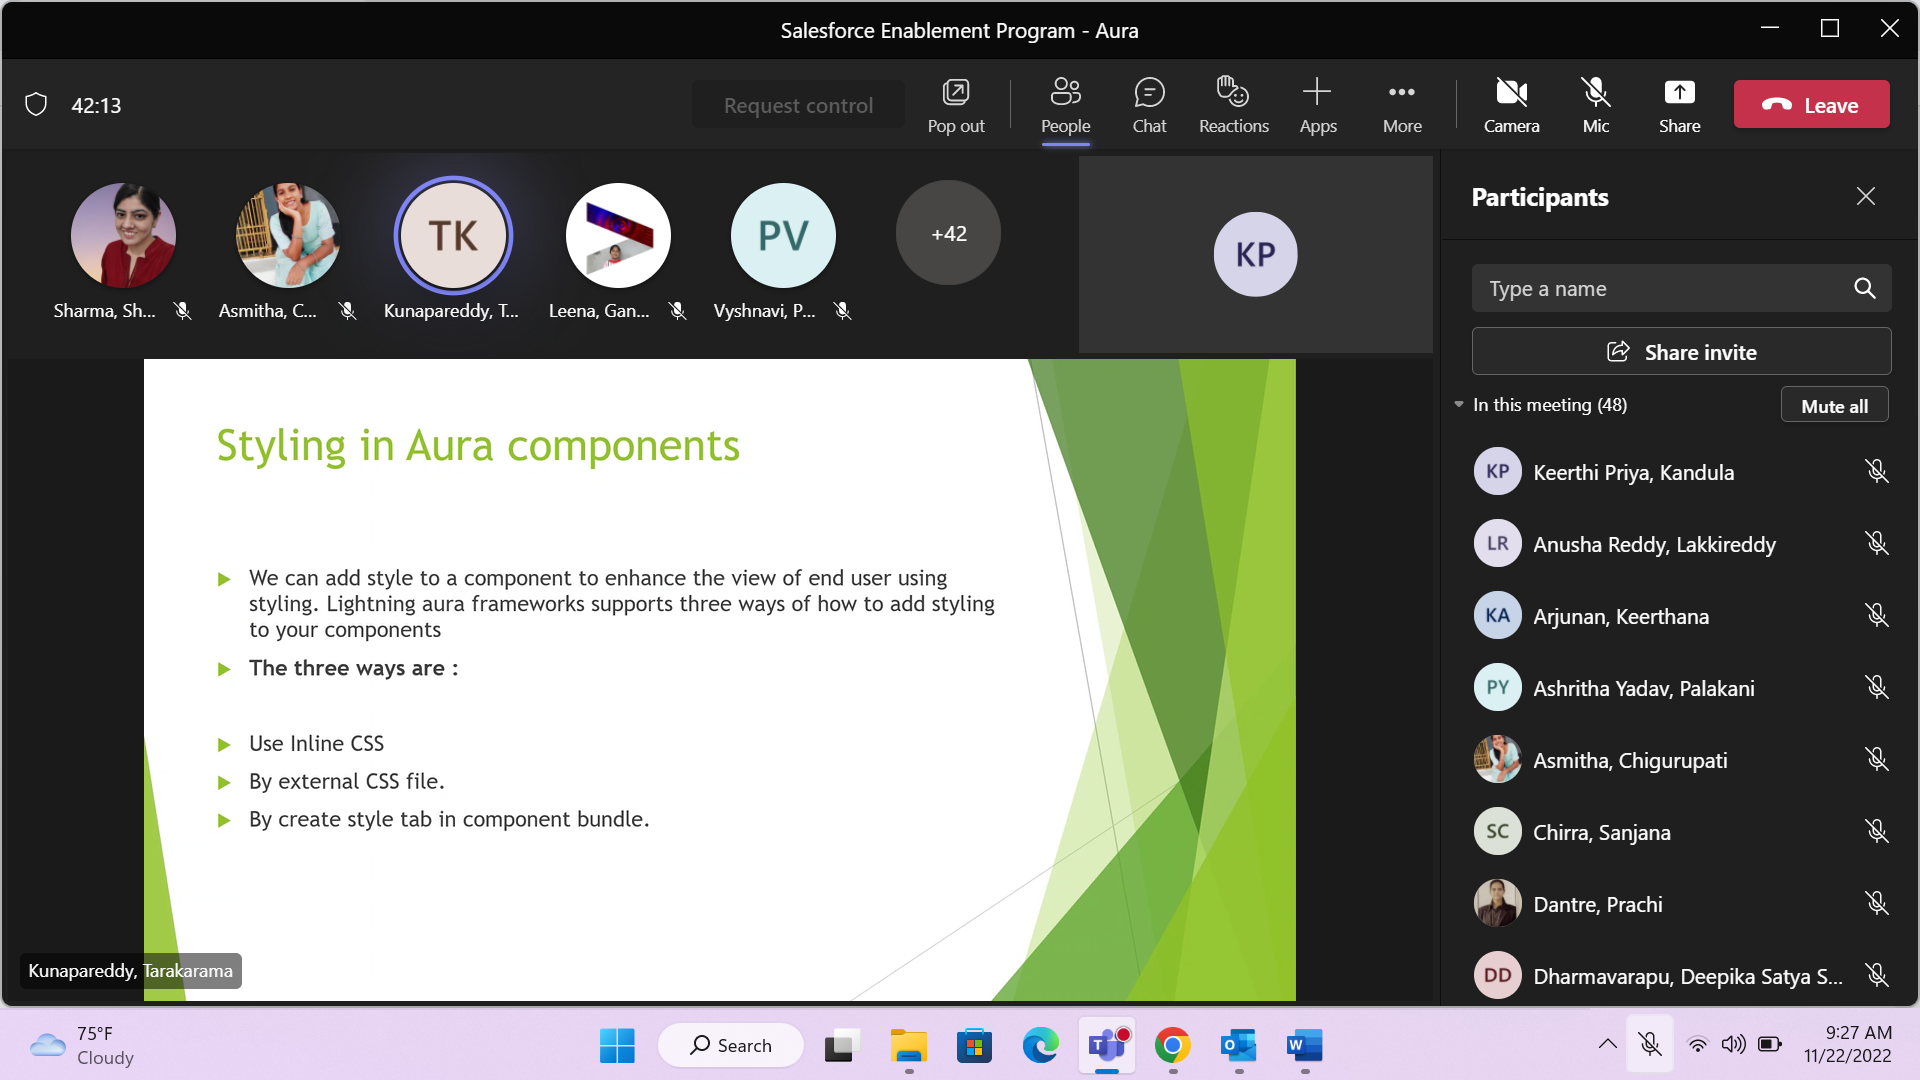 Salesforce Enablement Program - Aura
42:13
Request control
Pop out
People
Chat
Reactions
Apps
More
Camera
Mic
Share
Leave
TK
PV
+42
KP
Sharma, Sh...
Asmitha, C...
Kunapareddy, T...
Leena, Gan...
Vyshnavi, P...
Styling in Aura components
We can add style to a component to enhance the view of end user using
styling. Lightning aura frameworks supports three ways of how to add styling
to your components
The three ways are :
Use Inline CSS
By external CSS file.
By create style tab in component bundle.
Kunapareddy, Tarakarama
Participants
Type a name
Share invite
In this meeting (48)
Mute all
KP
Keerthi Priya, Kandula
LR
Anusha Reddy, Lakkireddy
KA
Arjunan, Keerthana
PY
Ashritha Yadav, Palakani
Asmitha, Chigurupati
SC
Chirra, Sanjana
Dantre, Prachi
DD
Dharmavarapu, Deepika Satya S...
75°F
Cloudy
Search
T
O
W
9:27 AM
11/22/2022